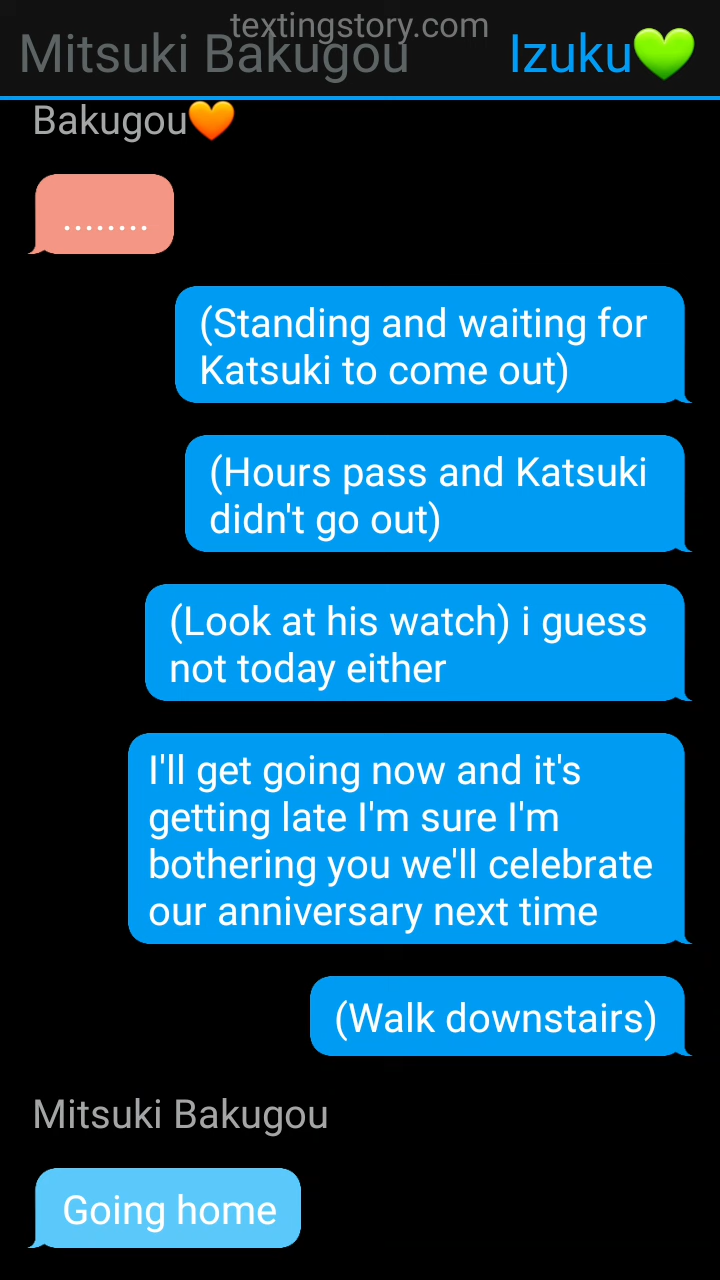 textingstory.com
Mitsuki Bakugou Izuku💚
Bakugou🧡
........
(Standing and waiting for
Katsuki to come out)
(Hours pass and Katsuki
didn't go out)
(Look at his watch) i guess
not today either
I'll get going now and it's
getting late I'm sure I'm
bothering you we'll celebrate
our anniversary next time
(Walk downstairs)
Mitsuki Bakugou
Going home